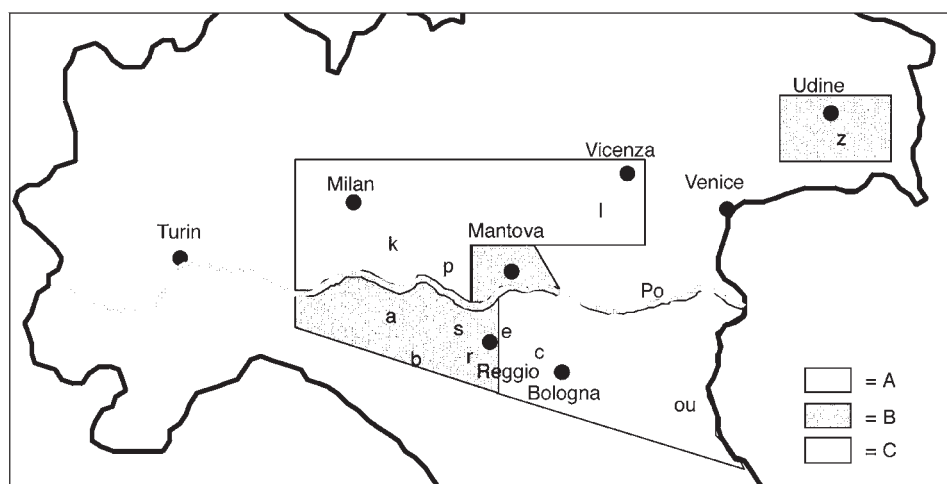 Udine
z
Vicenza
Milan
Venice
l
Mantova
Turin
k
p
Po
a
s
e
b
r
c
Reggio
Bologna
ou
= A
= B
= C